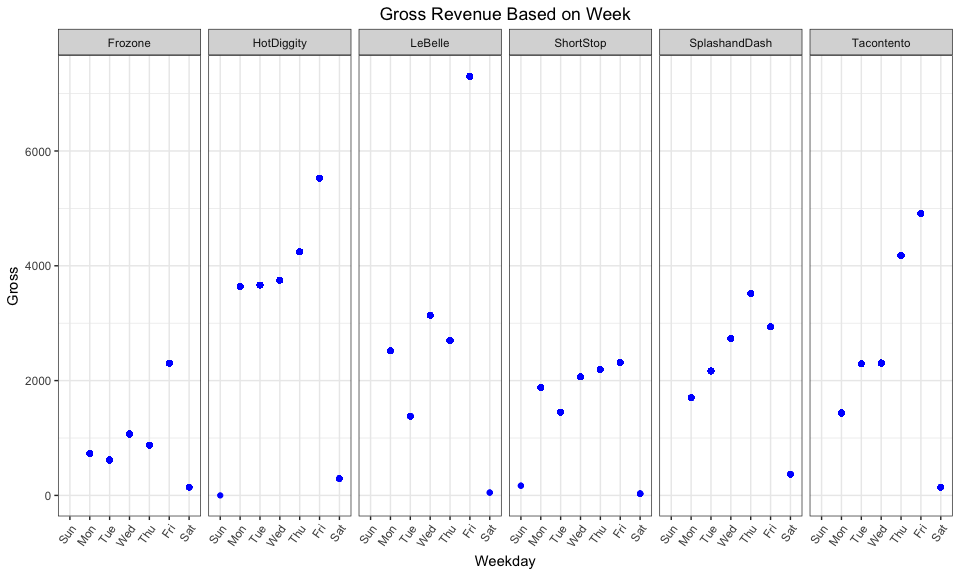 Gross Revenue Based on Week
Frozone HotDiggity LeBelle ShortStop SplashandDash Tacontento
6000
4000
2000
0
Gross
Sun Mon Tue Wed Thu Fri Sat Sun Mon Tue Wed Thu Fri Sat Sun Mon Tue Wed Thu Fri Sat Sun Mon Tue Wed Thu Fri Sat Sun Mon Tue Wed Thu Fri Sat Sun Mon Tue Wed Thu Fri Sat
Weekday